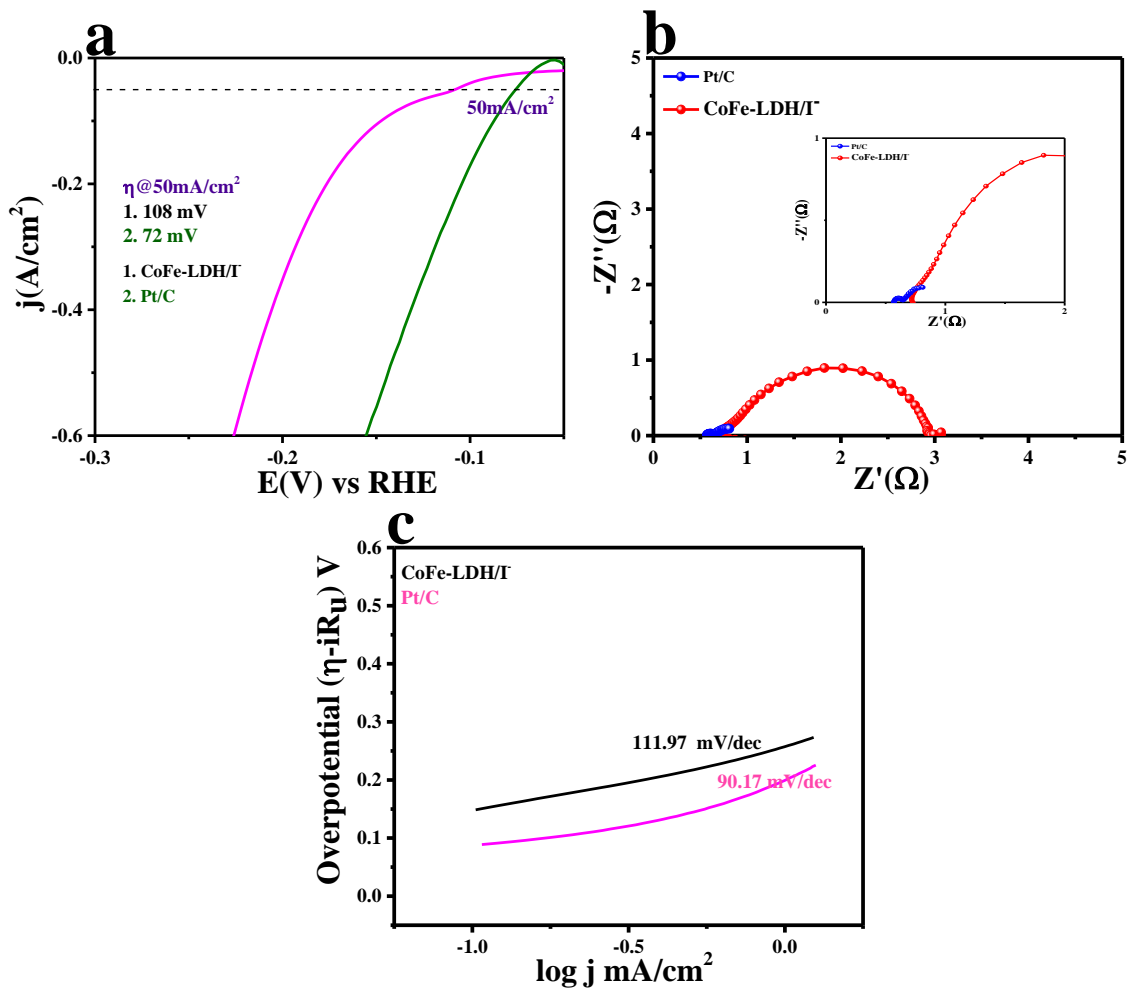 a
0.0
-0.2
-0.4
-0.6
-0.3
-0.2
-0.1
j(A/cm²)
E(V) vs RHE
50mA/cm²
η@50mA/cm²
1. 108 mV
2. 72 mV
1. CoFe-LDH/I⁻
2. Pt/C
b
5
4
3
2
1
0
0
1
2
3
4
5
-Z''(Ω)
Z'(Ω)
Pt/C
CoFe-LDH/I⁻
1
0
0
1
2
-Z''(Ω)
Z'(Ω)
Pt/C
CoFe-LDH/I⁻
c
0.6
0.5
0.4
0.3
0.2
0.1
0.0
-1.0
-0.5
0.0
Overpotential (η-iRu) V
log j mA/cm²
CoFe-LDH/I⁻
Pt/C
111.97 mV/dec
90.17 mV/dec